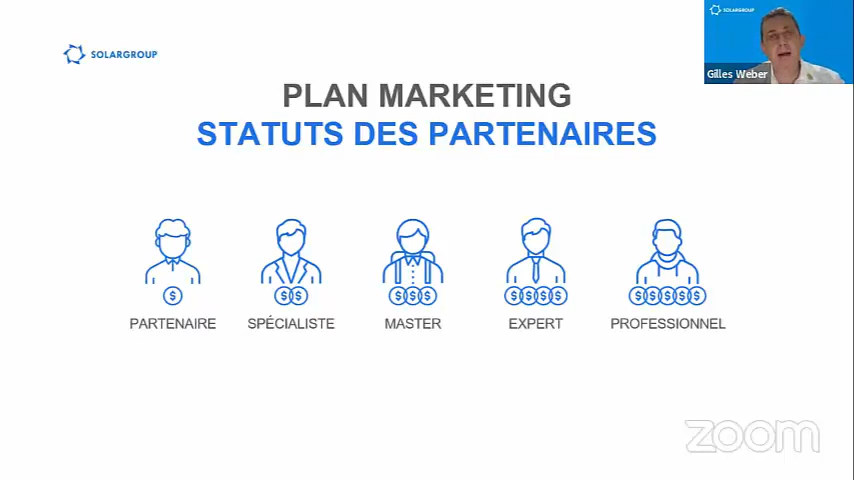 SOLARGROUP
SOLARGROUP
Gilles Weber
PLAN MARKETING
STATUTS DES PARTENAIRES
$ $$ $$$ $$$$ $$$$$
PARTENAIRE SPÉCIALISTE MASTER EXPERT PROFESSIONNEL
zoom